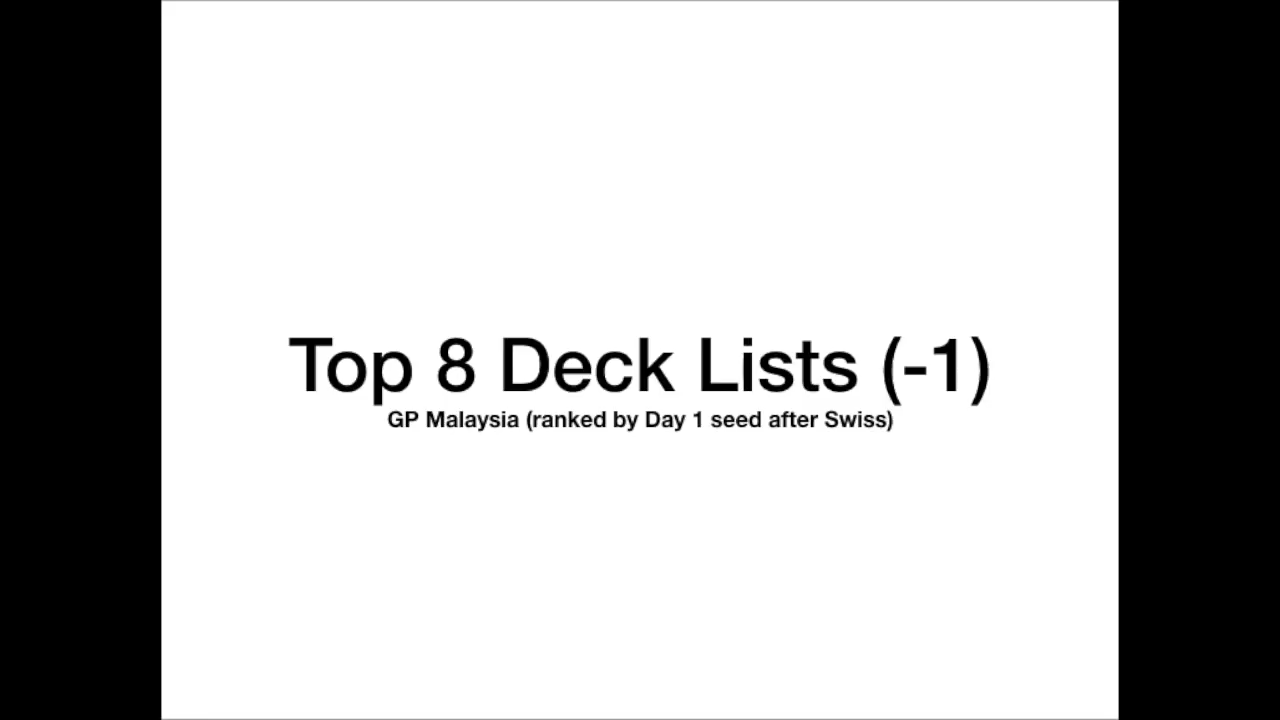 Top 8 Deck Lists (-1)
GP Malaysia (ranked by Day 1 seed after Swiss)